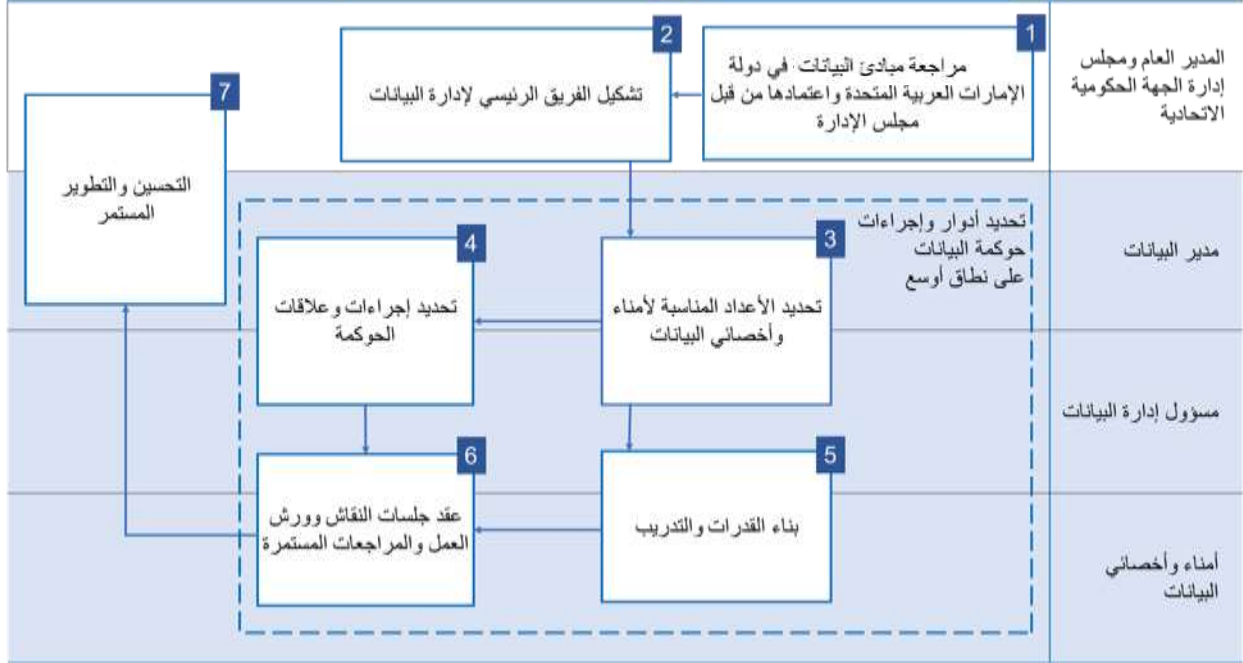 المدير العام ومجلس
إدارة الجهة الحكومية
الاتحادية
1
مراجعة مبادئ البيانات في دولة
الإمارات العربية المتحدة واعتمادها من قبل
مجلس الإدارة
2
تشكيل الفريق الرئيسي لإدارة البيانات
7
التحسين والتطوير
المستمر
مدير البيانات
تحديد أدوار وإجراءات
حوكمة البيانات
على نطاق أوسع
3
تحديد الأعداد المناسبة لأمناء
وأخصائي البيانات
4
تحديد إجراءات وعلاقات
الحوكمة
مسؤول إدارة البيانات
5
بناء القدرات والتدريب
6
عقد جلسات النقاش وورش
العمل والمراجعات المستمرة
أمناء وأخصائي
البيانات